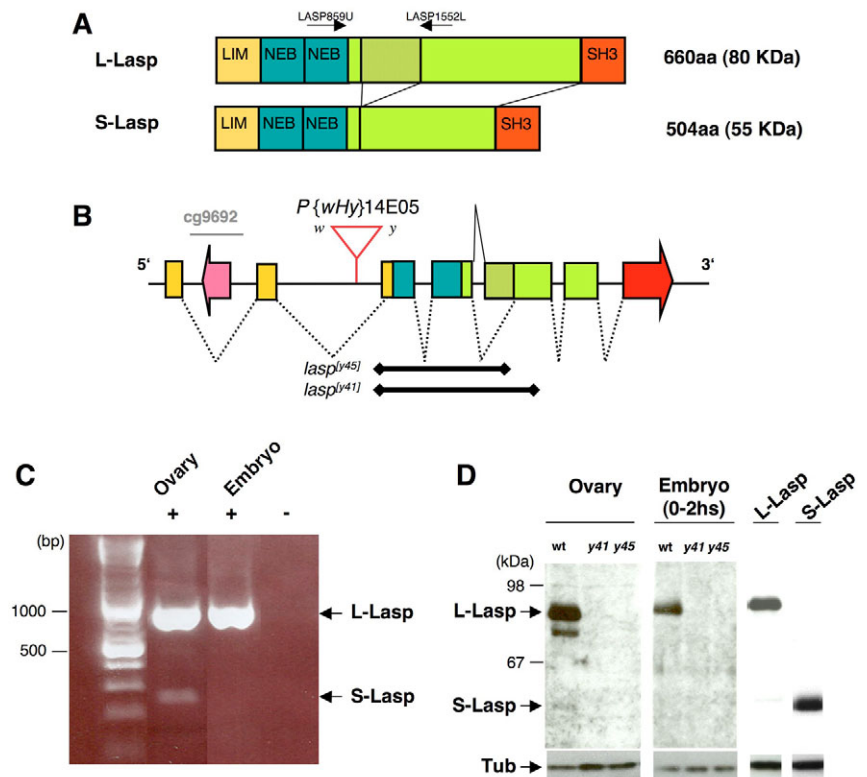 A
LASP859U LASP1552L
L-Lasp LIM NEB NEB SH3 660aa (80 KDa)
S-Lasp LIM NEB NEB SH3 504aa (55 KDa)
B
cg9692
P{wHy}14E05
w y
5' 3'
lasp[y45]
lasp[y41]
C
Ovary Embryo
+ + -
(bp)
1000
500
L-Lasp
S-Lasp
D
Ovary Embryo (0-2hs) L-Lasp S-Lasp
wt y41 y45 wt y41 y45
(kDa)
98
L-Lasp
67
S-Lasp
Tub